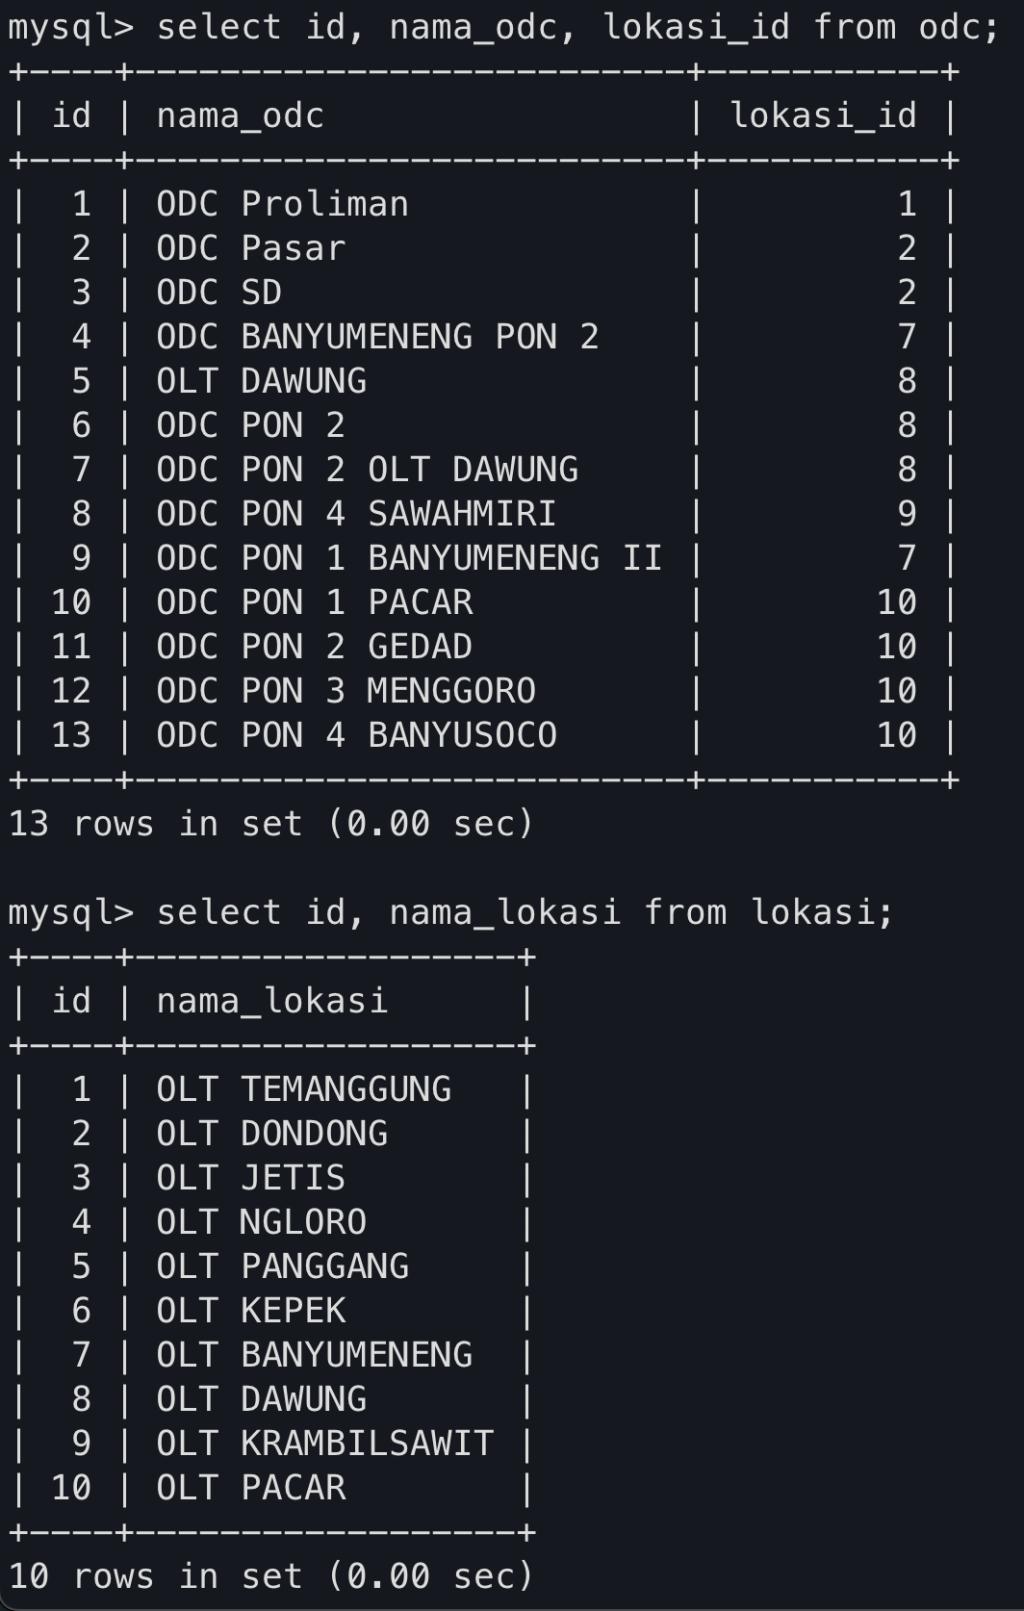 mysql> select id, nama_odc, lokasi_id from odc;
+----+--------------------------+-----------+
| id | nama_odc                 | lokasi_id |
+----+--------------------------+-----------+
|  1 | ODC Proliman             |         1 |
|  2 | ODC Pasar                |         2 |
|  3 | ODC SD                   |         2 |
|  4 | ODC BANYUMENENG PON 2    |         7 |
|  5 | OLT DAWUNG               |         8 |
|  6 | ODC PON 2                |         8 |
|  7 | ODC PON 2 OLT DAWUNG     |         8 |
|  8 | ODC PON 4 SAWAHMIRI      |         9 |
|  9 | ODC PON 1 BANYUMENENG II |         7 |
| 10 | ODC PON 1 PACAR          |        10 |
| 11 | ODC PON 2 GEDAD          |        10 |
| 12 | ODC PON 3 MENGGORO       |        10 |
| 13 | ODC PON 4 BANYUSOCO      |        10 |
+----+--------------------------+-----------+
13 rows in set (0.00 sec)

mysql> select id, nama_lokasi from lokasi;
+----+------------------+
| id | nama_lokasi      |
+----+------------------+
|  1 | OLT TEMANGGUNG   |
|  2 | OLT DONDONG      |
|  3 | OLT JETIS        |
|  4 | OLT NGLORO       |
|  5 | OLT PANGGANG     |
|  6 | OLT KEPEK        |
|  7 | OLT BANYUMENENG  |
|  8 | OLT DAWUNG       |
|  9 | OLT KRAMBILSAWIT |
| 10 | OLT PACAR        |
+----+------------------+
10 rows in set (0.00 sec)